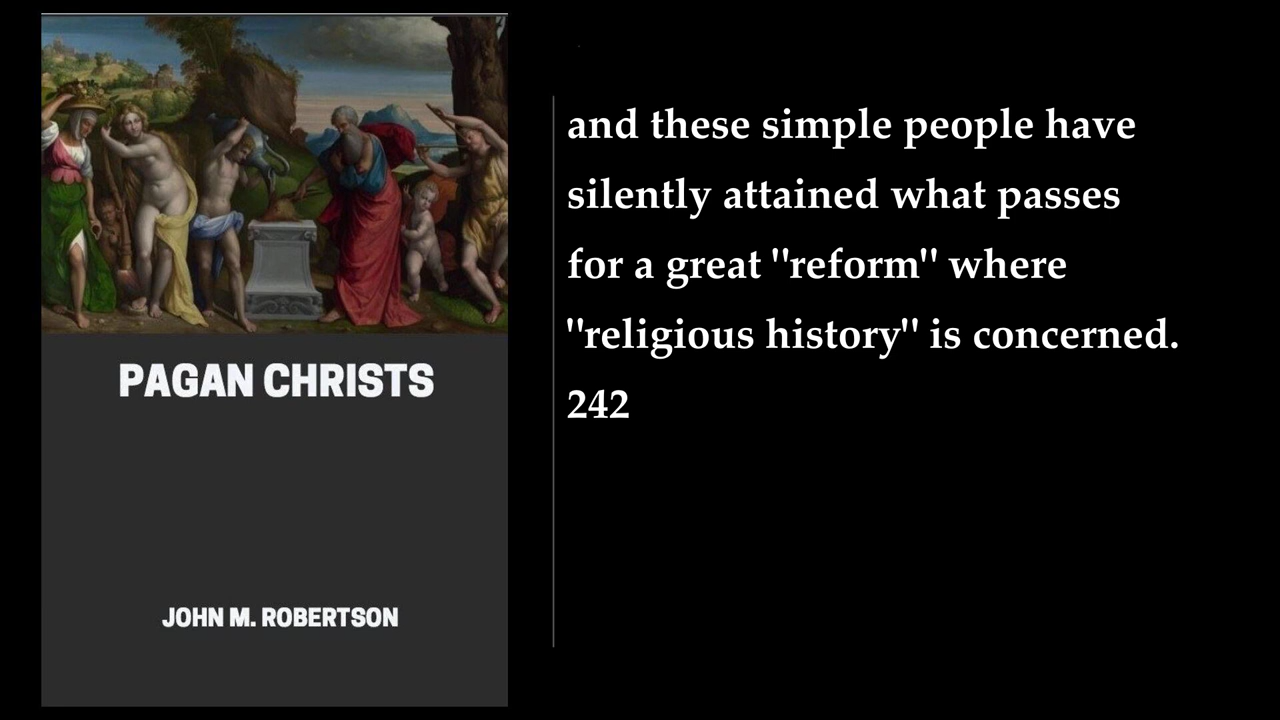 PAGAN CHRISTS
JOHN M. ROBERTSON
and these simple people have
silently attained what passes
for a great "reform" where
"religious history" is concerned.
242